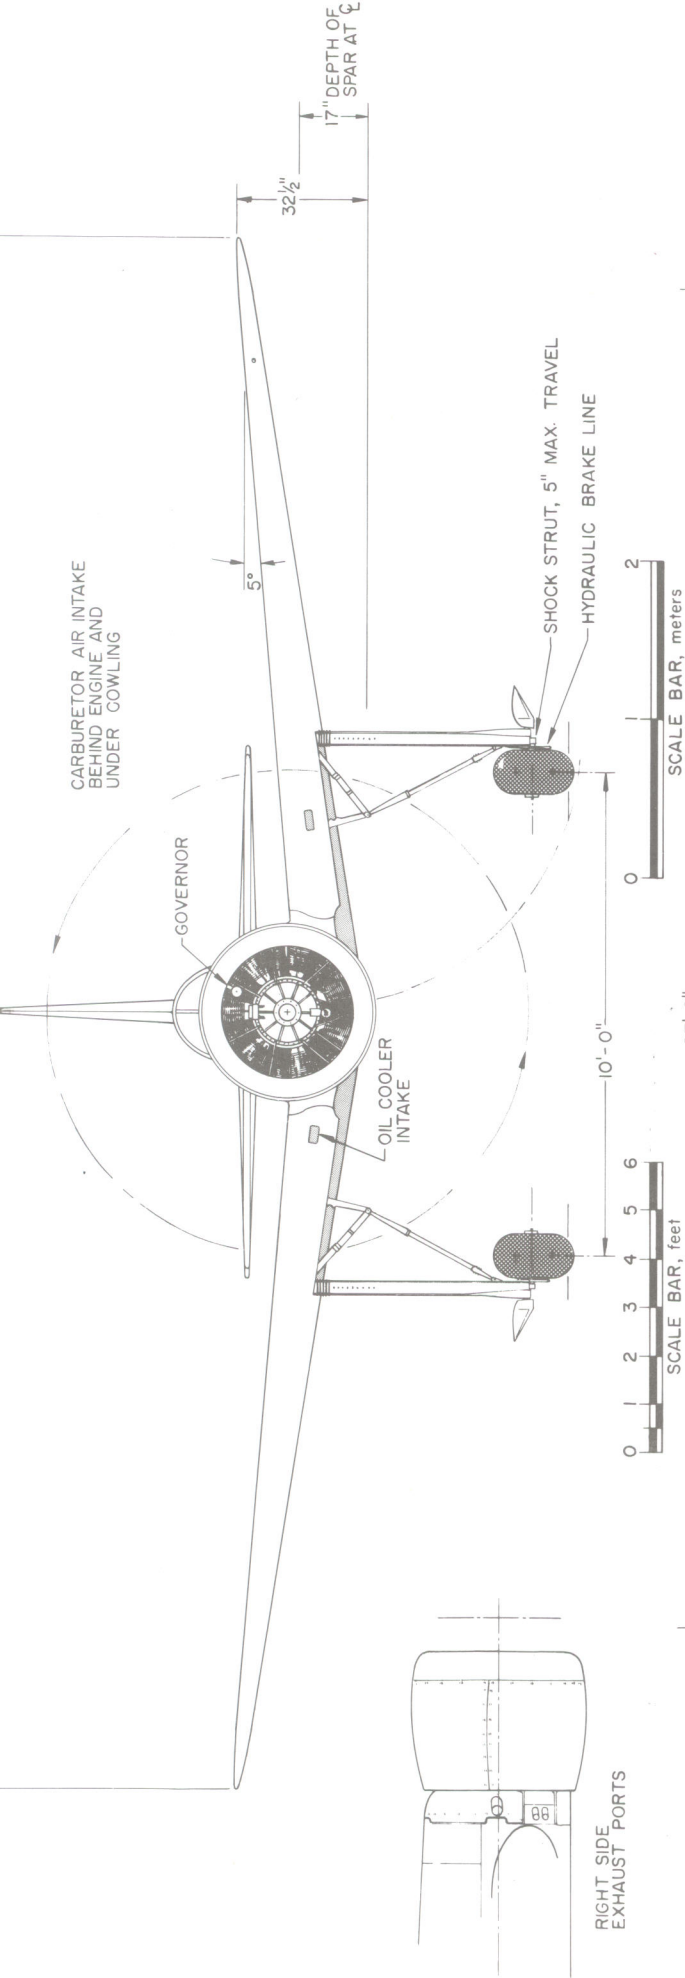 17" DEPTH OF
SPAR AT ℄
32½"
5°
CARBURETOR AIR INTAKE
BEHIND ENGINE AND
UNDER COWLING
GOVERNOR
OIL COOLER
INTAKE
SHOCK STRUT, 5" MAX. TRAVEL
HYDRAULIC BRAKE LINE
10'-0"
0 1 2 3 4 5 6
SCALE BAR, feet
0 1 2
SCALE BAR, meters
RIGHT SIDE
EXHAUST PORTS